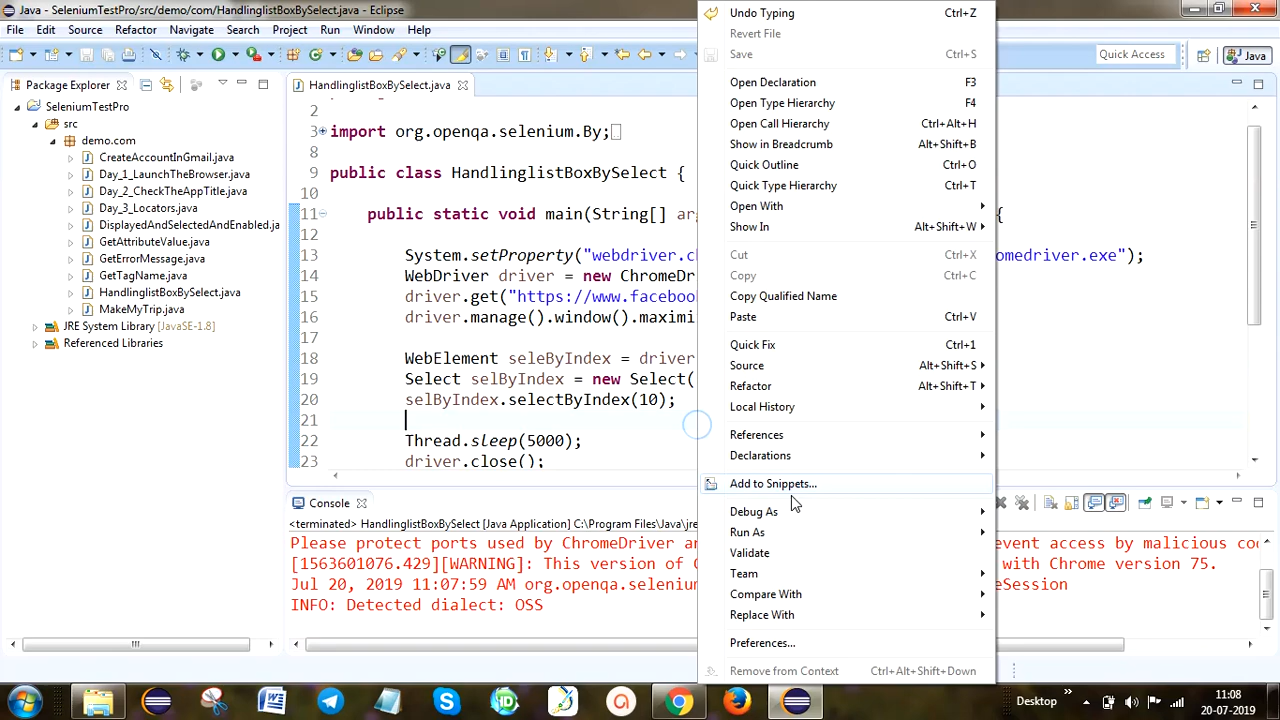 Java - SeleniumTestPro/src/demo/com/HandlinglistBoxBySelect.java - Eclipse
File Edit Source Refactor Navigate Search Project Run Window Help
Quick Access
Java
Package Explorer
SeleniumTestPro
src
demo.com
CreateAccountInGmail.java
Day_1_LaunchTheBrowser.java
Day_2_CheckTheAppTitle.java
Day_3_Locators.java
DisplayedAndSelectedAndEnabled.ja
GetAttributeValue.java
GetErrorMessage.java
GetTagName.java
HandlinglistBoxBySelect.java
MakeMyTrip.java
JRE System Library [JavaSE-1.8]
Referenced Libraries
HandlinglistBoxBySelect.java
2
3 import org.openqa.selenium.By;
8
9 public class HandlinglistBoxBySelect {
10
11 public static void main(String[] arg {
12
13 System.setProperty("webdriver.ch omedriver.exe");
14 WebDriver driver = new ChromeDri
15 driver.get("https://www.facebook
16 driver.manage().window().maximi
17
18 WebElement seleByIndex = driver
19 Select selByIndex = new Select(
20 selByIndex.selectByIndex(10);
21
22 Thread.sleep(5000);
23 driver.close();
Undo Typing Ctrl+Z
Revert File
Save Ctrl+S
Open Declaration F3
Open Type Hierarchy F4
Open Call Hierarchy Ctrl+Alt+H
Show in Breadcrumb Alt+Shift+B
Quick Outline Ctrl+O
Quick Type Hierarchy Ctrl+T
Open With
Show In Alt+Shift+W
Cut Ctrl+X
Copy Ctrl+C
Copy Qualified Name
Paste Ctrl+V
Quick Fix Ctrl+1
Source Alt+Shift+S
Refactor Alt+Shift+T
Local History
References
Declarations
Add to Snippets...
Debug As
Run As
Validate
Team
Compare With
Replace With
Preferences...
Remove from Context Ctrl+Alt+Shift+Down
Console
<terminated> HandlinglistBoxBySelect [Java Application] C:\Program Files\Java\jre
Please protect ports used by ChromeDriver an event access by malicious co
[1563601076.429][WARNING]: This version of C with Chrome version 75.
Jul 20, 2019 11:07:59 AM org.openqa.selenium eSession
INFO: Detected dialect: OSS
Desktop
11:08
20-07-2019